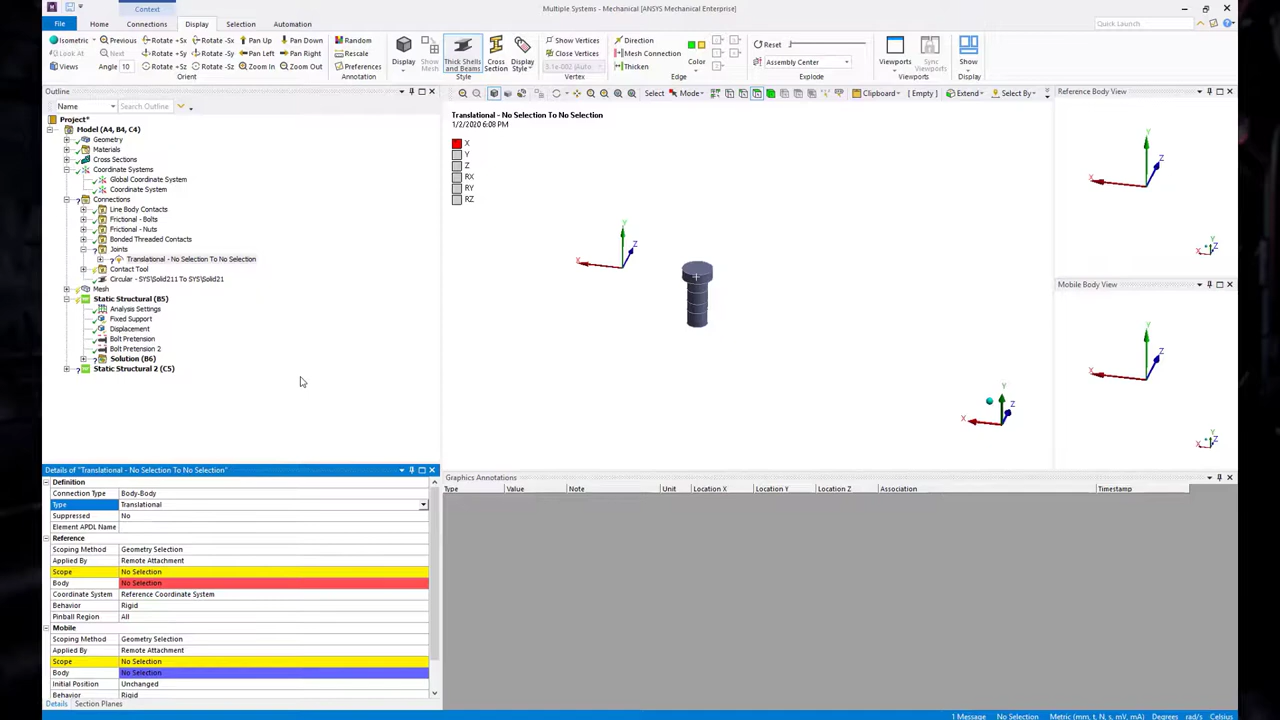 Context
Multiple Systems - Mechanical [ANSYS Mechanical Enterprise]
File Home Connections Display Selection Automation
Quick Launch
Isometric Previous Rotate +Sx Rotate -Sx Pan Up Pan Down
Look At Next Rotate +Sy Rotate -Sy Pan Left Pan Right
Views Angle 10 Rotate +Sz Rotate -Sz Zoom In Zoom Out
Orient
Random
Rescale
Preferences
Annotation
Display
Show Mesh
Thick Shells and Beams
Cross Section
Display Style
Style
Show Vertices
Close Vertices
Vertex
Direction
Mesh Connection
Thicken
Color
Edge
Reset
Assembly Center
Explode
Viewports
Sync Viewports
Viewports
Show
Display
Outline
Name Search Outline
Project*
Model (A4, B4, C4)
Geometry
Materials
Cross Sections
Coordinate Systems
Global Coordinate System
Coordinate System
Connections
Line Body Contacts
Frictional - Bolts
Frictional - Nuts
Bonded Threaded Contacts
Joints
Translational - No Selection To No Selection
Contact Tool
Circular - SYS\Solid211 To SYS\Solid21
Mesh
Static Structural (B5)
Analysis Settings
Fixed Support
Displacement
Bolt Pretension
Bolt Pretension 2
Solution (B6)
Static Structural 2 (C5)
Select Mode Clipboard [ Empty ] Extend Select By
Translational - No Selection To No Selection
1/2/2020 6:08 PM
X
Y
Z
RX
RY
RZ
Y
Z
X
Y
Z
X
Reference Body View
Y
Z
X
Mobile Body View
Y
Z
X
Details of "Translational - No Selection To No Selection"
Definition
Connection Type Body-Body
Type Translational
Suppressed No
Element APDL Name
Reference
Scoping Method Geometry Selection
Applied By Remote Attachment
Scope No Selection
Body No Selection
Coordinate System Reference Coordinate System
Behavior Rigid
Pinball Region All
Mobile
Scoping Method Geometry Selection
Applied By Remote Attachment
Scope No Selection
Body No Selection
Initial Position Unchanged
Behavior Rigid
Details Section Planes
Graphics Annotations
Type Value Note Unit Location X Location Y Location Z Association Timestamp
1 Message No Selection Metric (mm, t, N, s, mV, mA) Degrees rad/s Celsius